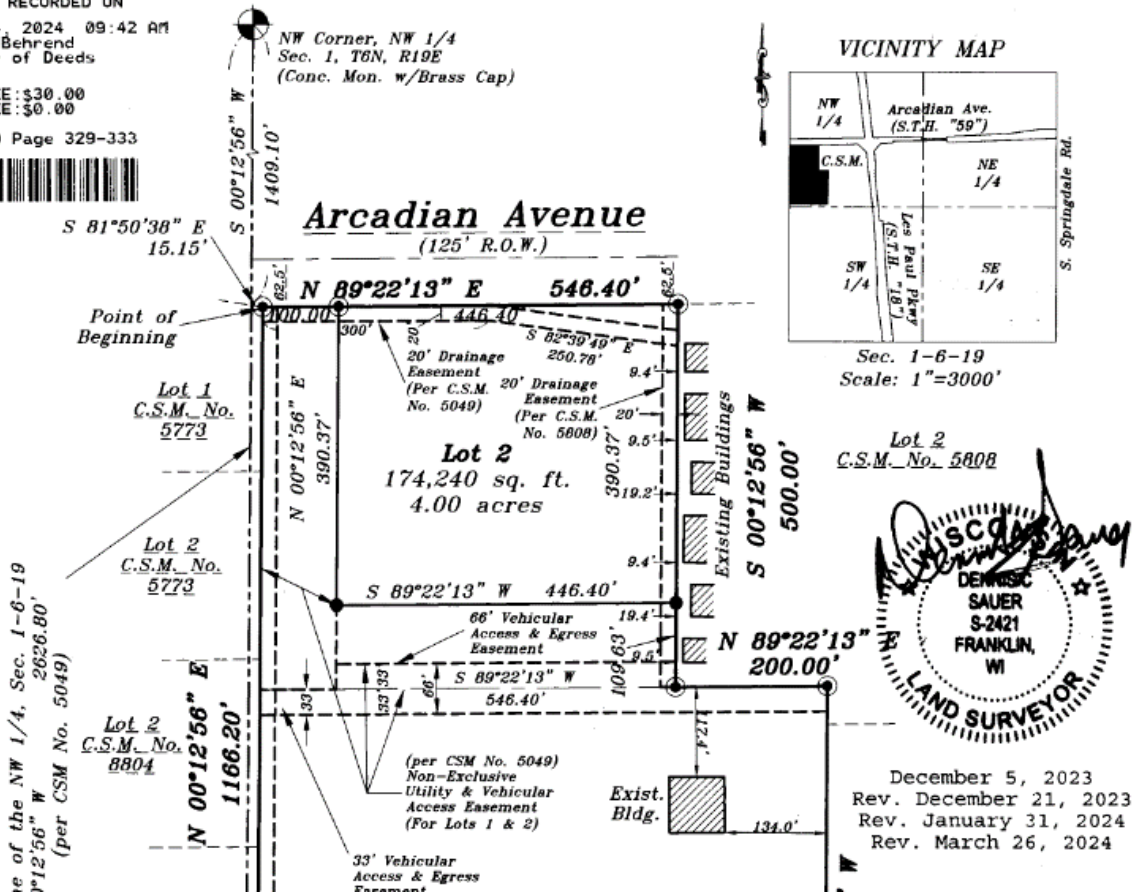 RECORDED ON
2024 09:42 AM
Behrend
of Deeds
E:$30.00
E:$0.00
Page 329-333
NW Corner, NW 1/4
Sec. 1, T6N, R19E
(Conc. Mon. w/Brass Cap)
S 00°12'56" W
1409.10'
S 81°50'38" E
15.15'
Arcadian Avenue
(125' R.O.W.)
62.5'
62.5'
N 89°22'13" E 546.40'
Point of
Beginning
100.00'
300'
20'
446.40'
S 82°39'49" E
250.78'
20' Drainage
Easement
(Per C.S.M.
No. 5049)
20' Drainage
Easement
(Per C.S.M.
No. 5808)
Lot 1
C.S.M. No.
5773
N 00°12'56" E
390.37'
Lot 2
174,240 sq. ft.
4.00 acres
390.37'
9.4'
20'
9.5'
19.2'
9.4'
19.4'
9.5'
Existing Buildings
S 00°12'56" W
500.00'
Lot 2
C.S.M. No.
5773
S 89°22'13" W 446.40'
66' Vehicular
Access & Egress
Easement
109.63'
N 89°22'13" E
200.00'
33'
33'
33'
66'
S 89°22'13" W
546.40'
Lot 2
C.S.M. No.
8804
N 00°12'56" E
1166.20'
ne of the NW 1/4, Sec. 1-6-19
0°12'56" W 2626.80'
(per CSM No. 5049)
(per CSM No. 5049)
Non-Exclusive
Utility & Vehicular
Access Easement
(For Lots 1 & 2)
33' Vehicular
Access & Egress
Easement
Exist.
Bldg.
134.0'
W
VICINITY MAP
NW
1/4
Arcadian Ave.
(S.T.H. "59")
C.S.M.
NE
1/4
SW
1/4
Les Paul Pkwy
(S.T.H. "18")
SE
1/4
S. Springdale Rd.
Sec. 1-6-19
Scale: 1"=3000'
Lot 2
C.S.M. No. 5808
WISCONSIN
DENNIS C
SAUER
S-2421
FRANKLIN,
WI
LAND SURVEYOR
December 5, 2023
Rev. December 21, 2023
Rev. January 31, 2024
Rev. March 26, 2024